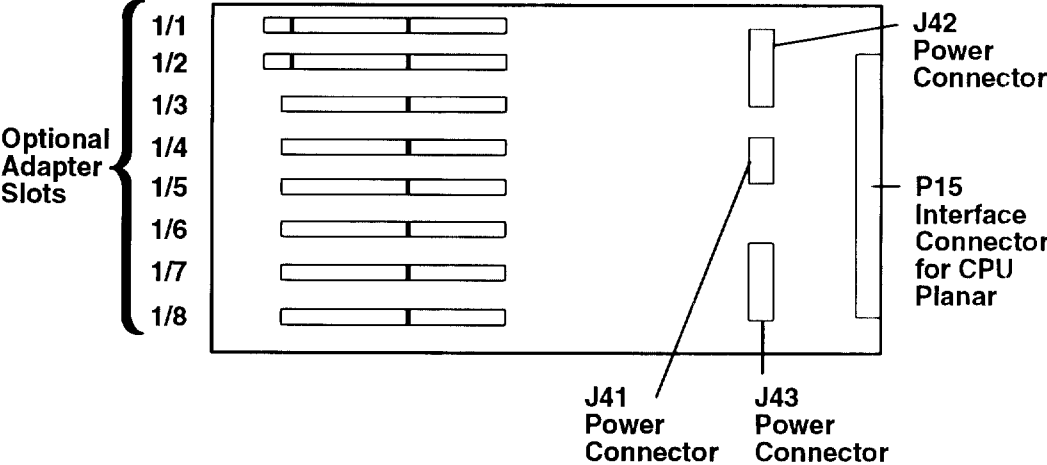 Optional
Adapter
Slots
1/1
1/2
1/3
1/4
1/5
1/6
1/7
1/8
J42
Power
Connector
P15
Interface
Connector
for CPU
Planar
J41
Power
Connector
J43
Power
Connector